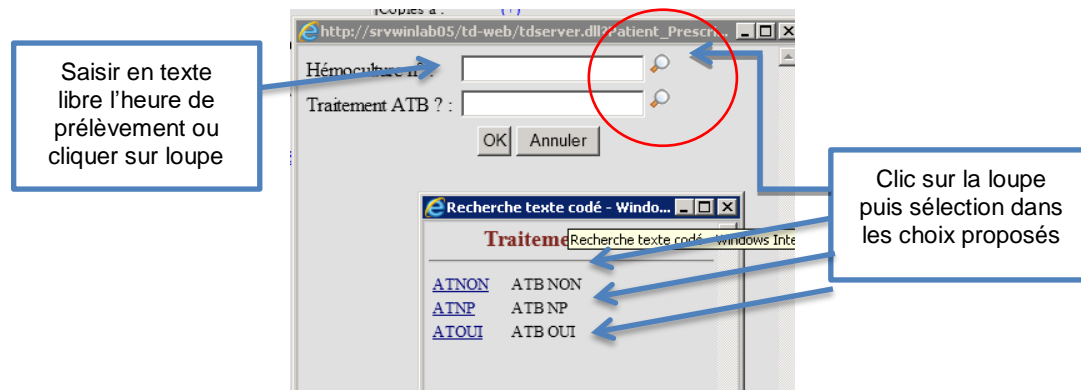 Copies à : (+)
http://srvwinlab05/td-web/tdserver.dll?Patient_Prescri...
Saisir en texte
libre l'heure de
prélèvement ou
cliquer sur loupe
Hémoculture n° :
Traitement ATB ? :
OK Annuler
Clic sur la loupe
puis sélection dans
les choix proposés
Recherche texte codé - Windo...
Traiteme
Recherche texte codé - Windows Inte
ATNON ATB NON
ATNP ATB NP
ATOUI ATB OUI